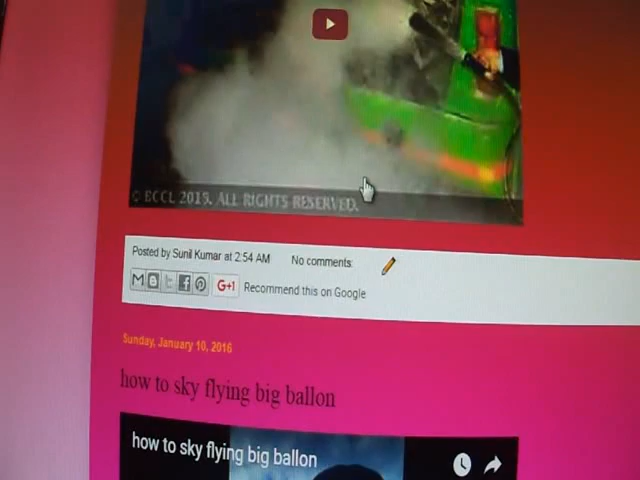 © ECCL 2015. ALL RIGHTS RESERVED.
Posted by Sunil Kumar at 2:54 AM No comments:
G+1 Recommend this on Google
Sunday, January 10, 2016
how to sky flying big ballon
how to sky flying big ballon